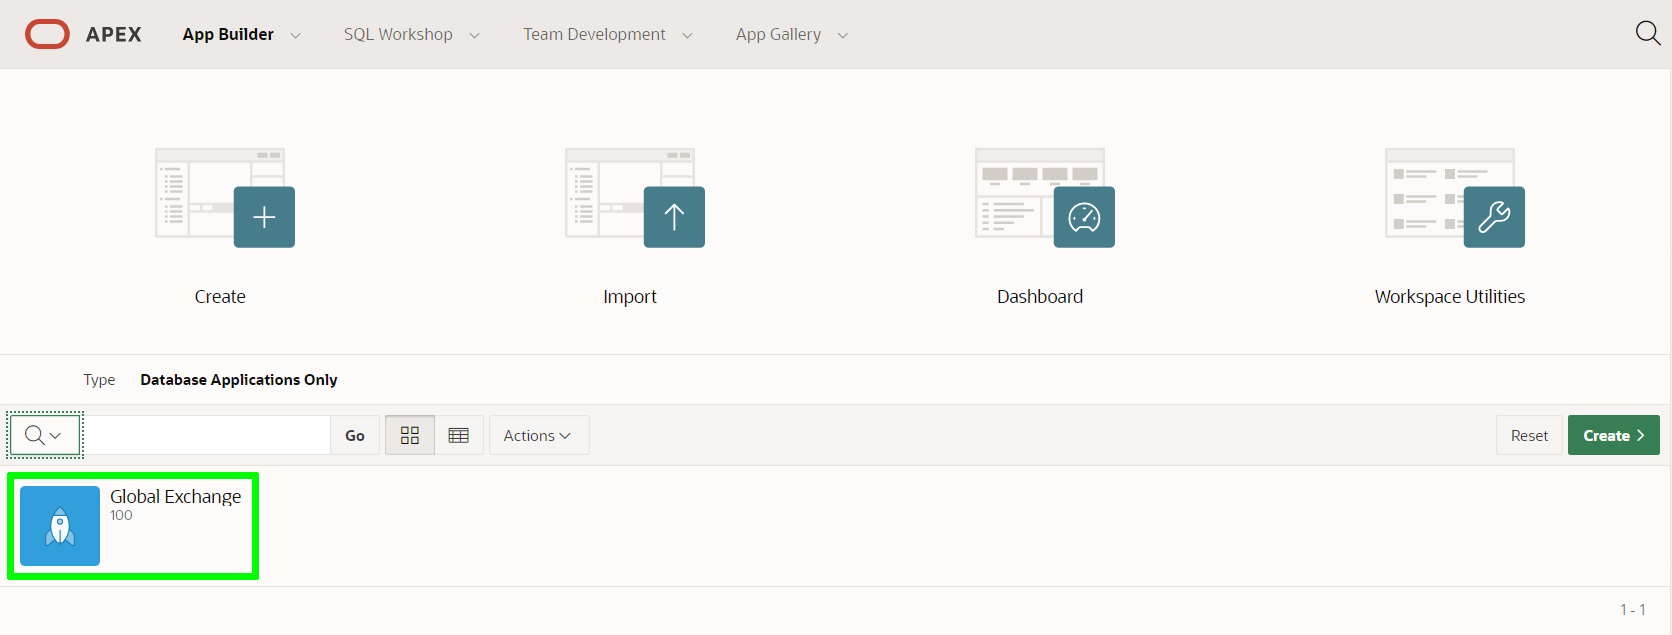 APEX App Builder SQL Workshop Team Development App Gallery
Create Import Dashboard Workspace Utilities
Type Database Applications Only
Go Actions Reset Create
Global Exchange
100
1 - 1